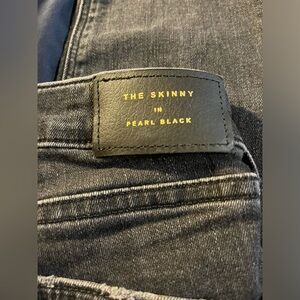 THE SKINNY
IN
PEARL BLACK